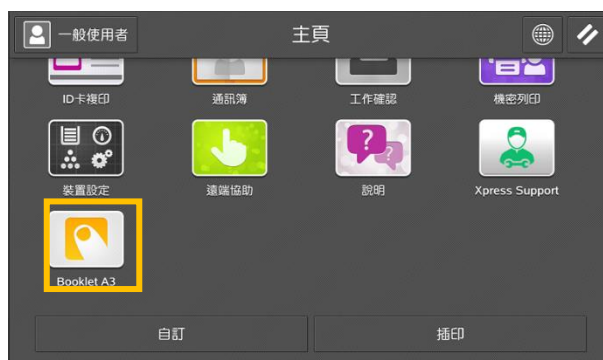 一般使用者
主頁
ID卡複印
通訊簿
工作確認
機密列印
裝置設定
遠端協助
說明
Xpress Support
Booklet A3
自訂
插印